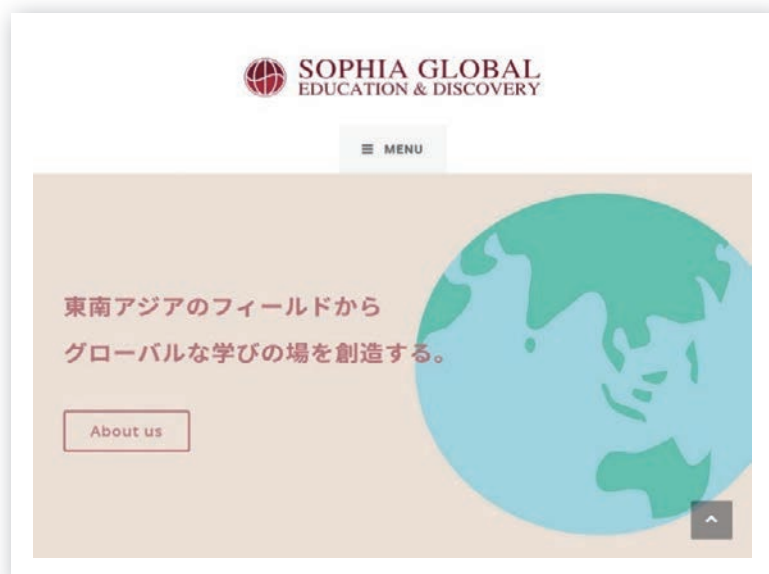 SOPHIA GLOBAL
EDUCATION & DISCOVERY
MENU
東南アジアのフィールドから
グローバルな学びの場を創造する。
About us